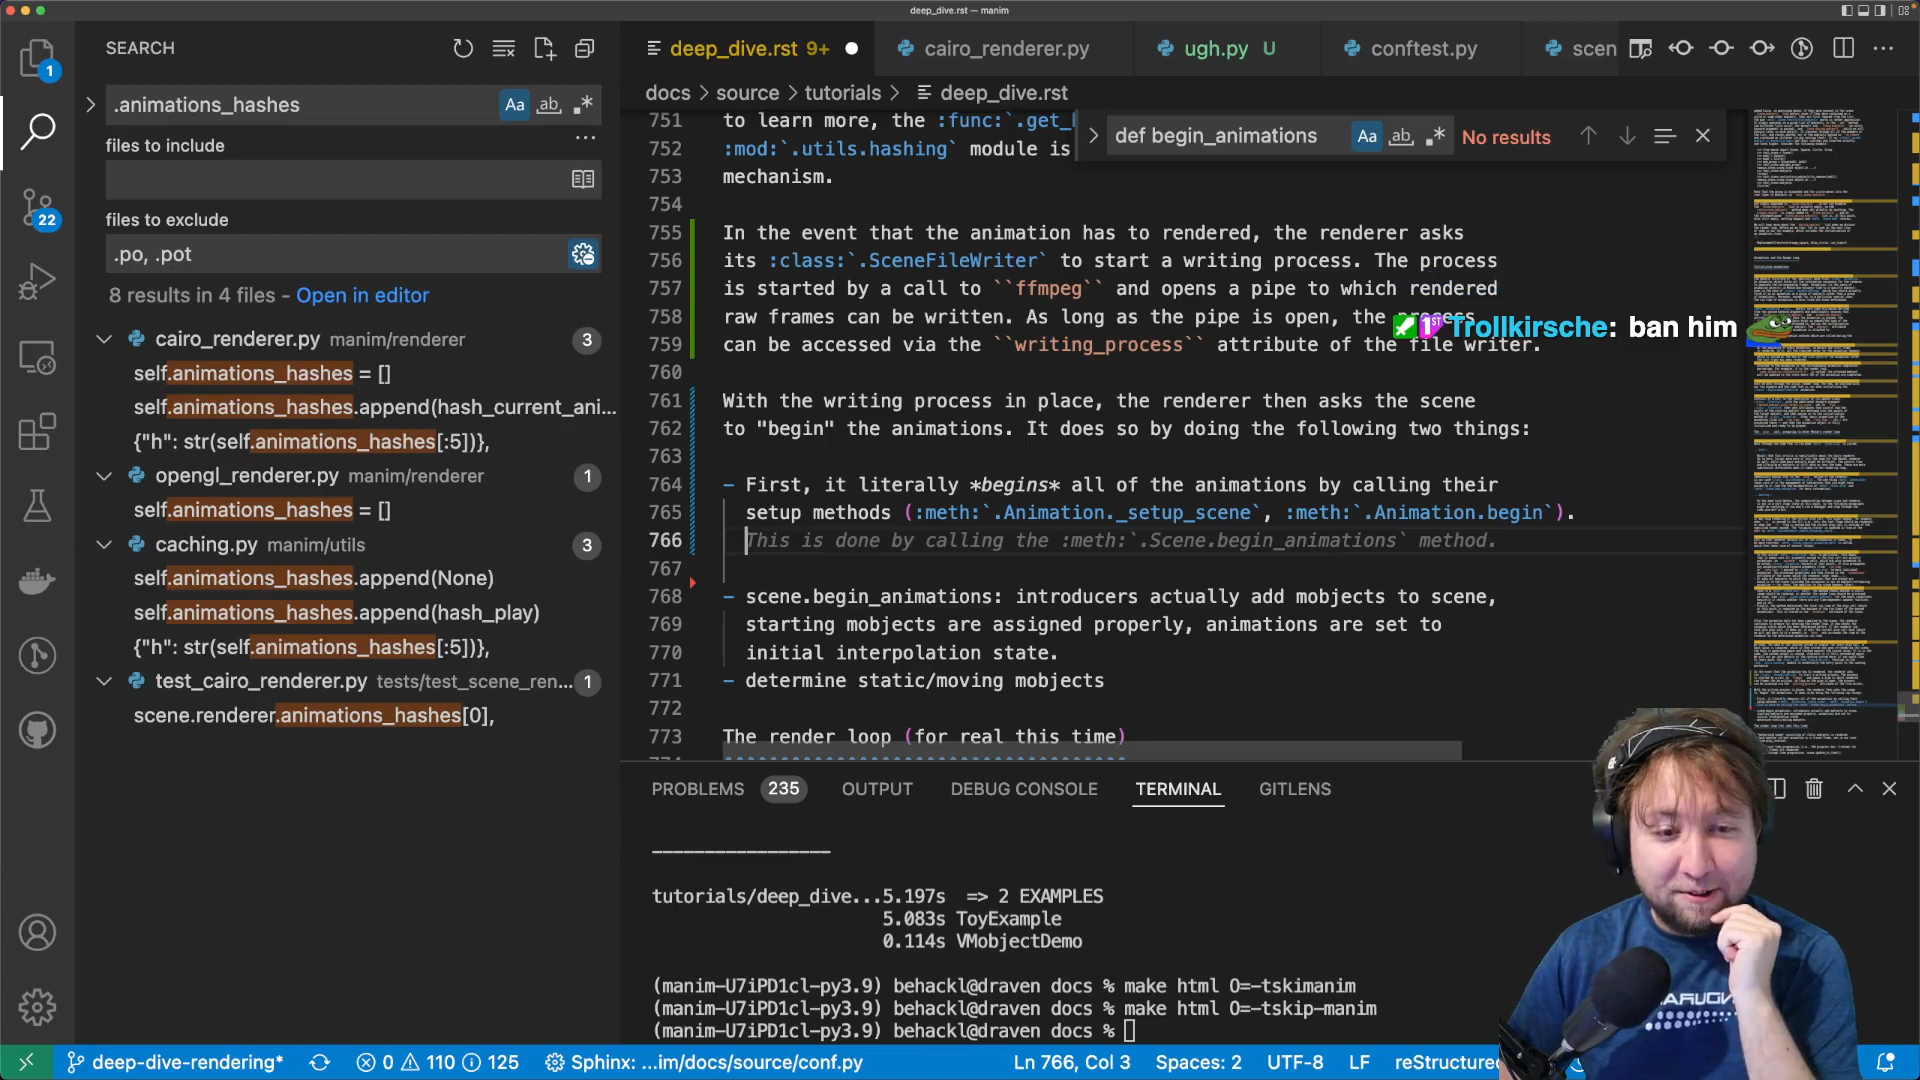 deep_dive.rst — manim
SEARCH
deep_dive.rst 9+
cairo_renderer.py
ugh.py U
conftest.py
scen
.animations_hashes
Aa
ab
files to include
files to exclude
.po, .pot
8 results in 4 files - Open in editor
cairo_renderer.py manim/renderer 3
self.animations_hashes = []
self.animations_hashes.append(hash_current_ani...
{"h": str(self.animations_hashes[:5])},
opengl_renderer.py manim/renderer 1
self.animations_hashes = []
caching.py manim/utils 3
self.animations_hashes.append(None)
self.animations_hashes.append(hash_play)
{"h": str(self.animations_hashes[:5])},
test_cairo_renderer.py tests/test_scene_ren... 1
scene.renderer.animations_hashes[0],
1
22
docs > source > tutorials > deep_dive.rst
def begin_animations Aa ab No results
751 to learn more, the :func:`.get_
752 :mod:`.utils.hashing` module is
753 mechanism.
754
755 In the event that the animation has to rendered, the renderer asks
756 its :class:`.SceneFileWriter` to start a writing process. The process
757 is started by a call to ``ffmpeg`` and opens a pipe to which rendered
758 raw frames can be written. As long as the pipe is open, the process
759 can be accessed via the ``writing_process`` attribute of the file writer.
1ST Trollkirsche: ban him
760
761 With the writing process in place, the renderer then asks the scene
762 to "begin" the animations. It does so by doing the following two things:
763
764 - First, it literally *begins* all of the animations by calling their
765 setup methods (:meth:`.Animation._setup_scene`, :meth:`.Animation.begin`).
766 This is done by calling the :meth:`.Scene.begin_animations` method.
767
768 - scene.begin_animations: introducers actually add mobjects to scene,
769 starting mobjects are assigned properly, animations are set to
770 initial interpolation state.
771 - determine static/moving mobjects
772
773 The render loop (for real this time)
PROBLEMS 235 OUTPUT DEBUG CONSOLE TERMINAL GITLENS
tutorials/deep_dive...5.197s => 2 EXAMPLES
5.083s ToyExample
0.114s VMobjectDemo
(manim-U7iPD1cl-py3.9) behackl@draven docs % make html O=-tskimanim
(manim-U7iPD1cl-py3.9) behackl@draven docs % make html O=-tskip-manim
(manim-U7iPD1cl-py3.9) behackl@draven docs %
deep-dive-rendering* 0 110 125 Sphinx: ...im/docs/source/conf.py Ln 766, Col 3 Spaces: 2 UTF-8 LF reStructure